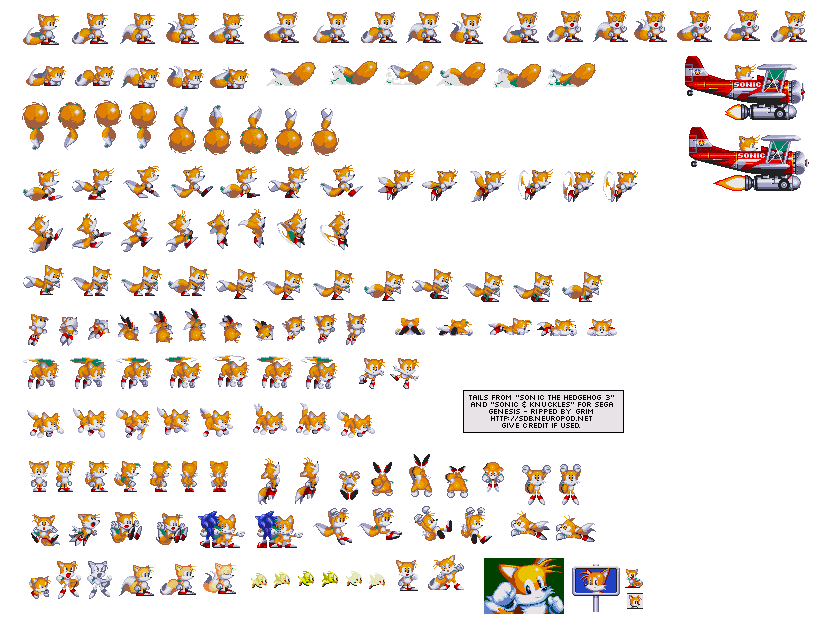 SONIC
SONIC
TAILS FROM "SONIC THE HEDGEHOG 3"
AND "SONIC & KNUCKLES" FOR SEGA
GENESIS - RIPPED BY GRIM
HTTP://SDB.NEUROPOD.NET
GIVE CREDIT IF USED.